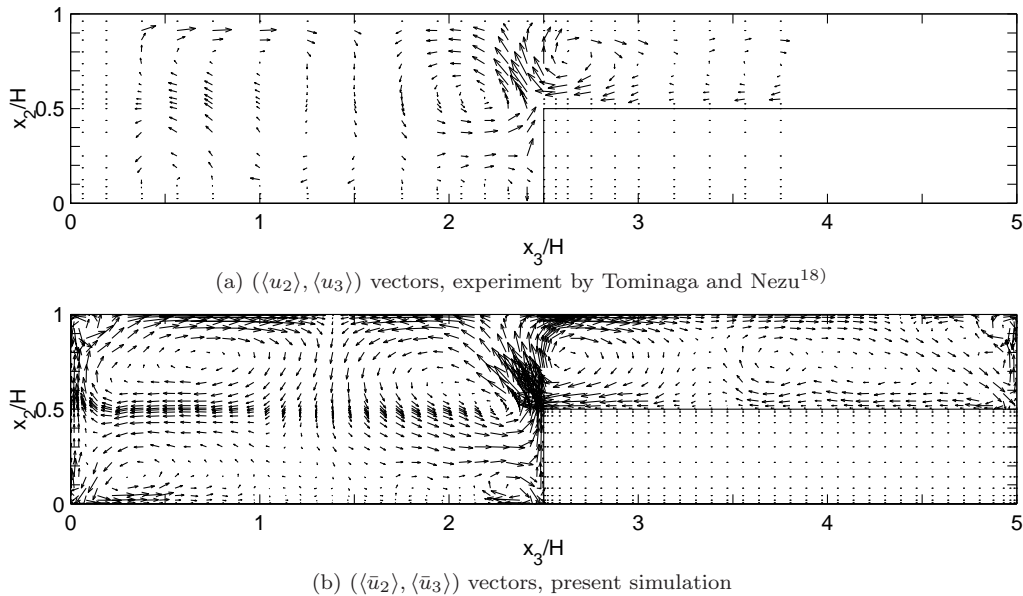 1
0.5
x₂/H
0
0 1 2 3 4 5
x₃/H
(a) (⟨u₂⟩, ⟨u₃⟩) vectors, experiment by Tominaga and Nezu¹⁸⁾
1
0.5
x₂/H
0
0 1 2 3 4 5
x₃/H
(b) (⟨ū₂⟩, ⟨ū₃⟩) vectors, present simulation